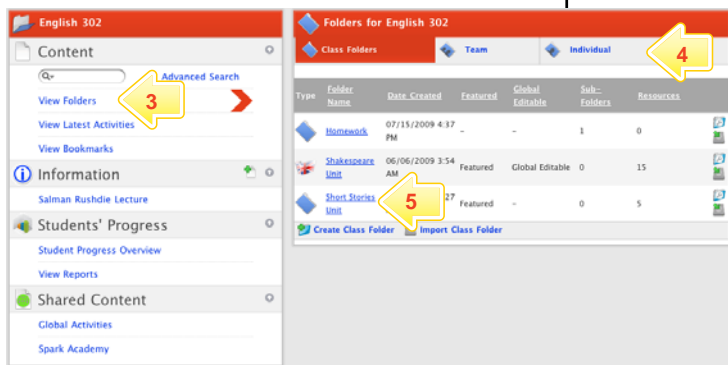 English 302
Content
Advanced Search
View Folders
3
View Latest Activities
View Bookmarks
Information
Salman Rushdie Lecture
Students' Progress
Student Progress Overview
View Reports
Shared Content
Global Activities
Spark Academy
Folders for English 302
Class Folders Team Individual
4
Type Folder Name Date Created Featured Global Editable Sub-Folders Resources
Homework 07/15/2009 4:37 PM - - 1 0
Shakespeare Unit 06/06/2009 3:54 AM Featured Global Editable 0 15
Short Stories Unit 27 Featured - 0 5
5
Create Class Folder Import Class Folder